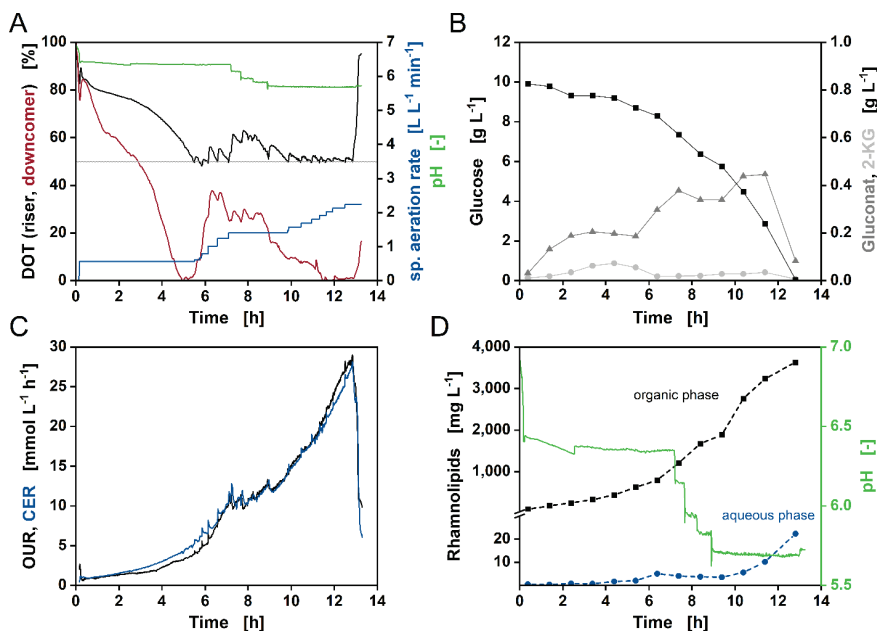 A
DOT (riser, downcomer) [%]
100
80
60
40
20
0
0 2 4 6 8 10 12 14
Time [h]
7
6
5
4
3
2
1
0
sp. aeration rate [L L⁻¹ min⁻¹]
pH [-]
B
Glucose [g L⁻¹]
12
10
8
6
4
2
0
0 2 4 6 8 10 12 14
Time [h]
1.0
0.8
0.6
0.4
0.2
0.0
Gluconat, 2-KG [g L⁻¹]
C
OUR, CER [mmol L⁻¹ h⁻¹]
30
25
20
15
10
5
0
0 2 4 6 8 10 12 14
Time [h]
D
Rhamnolipids [mg L⁻¹]
4,000
3,000
2,000
1,000
20
10
organic phase
aqueous phase
0 2 4 6 8 10 12 14
Time [h]
7.0
6.5
6.0
5.5
pH [-]